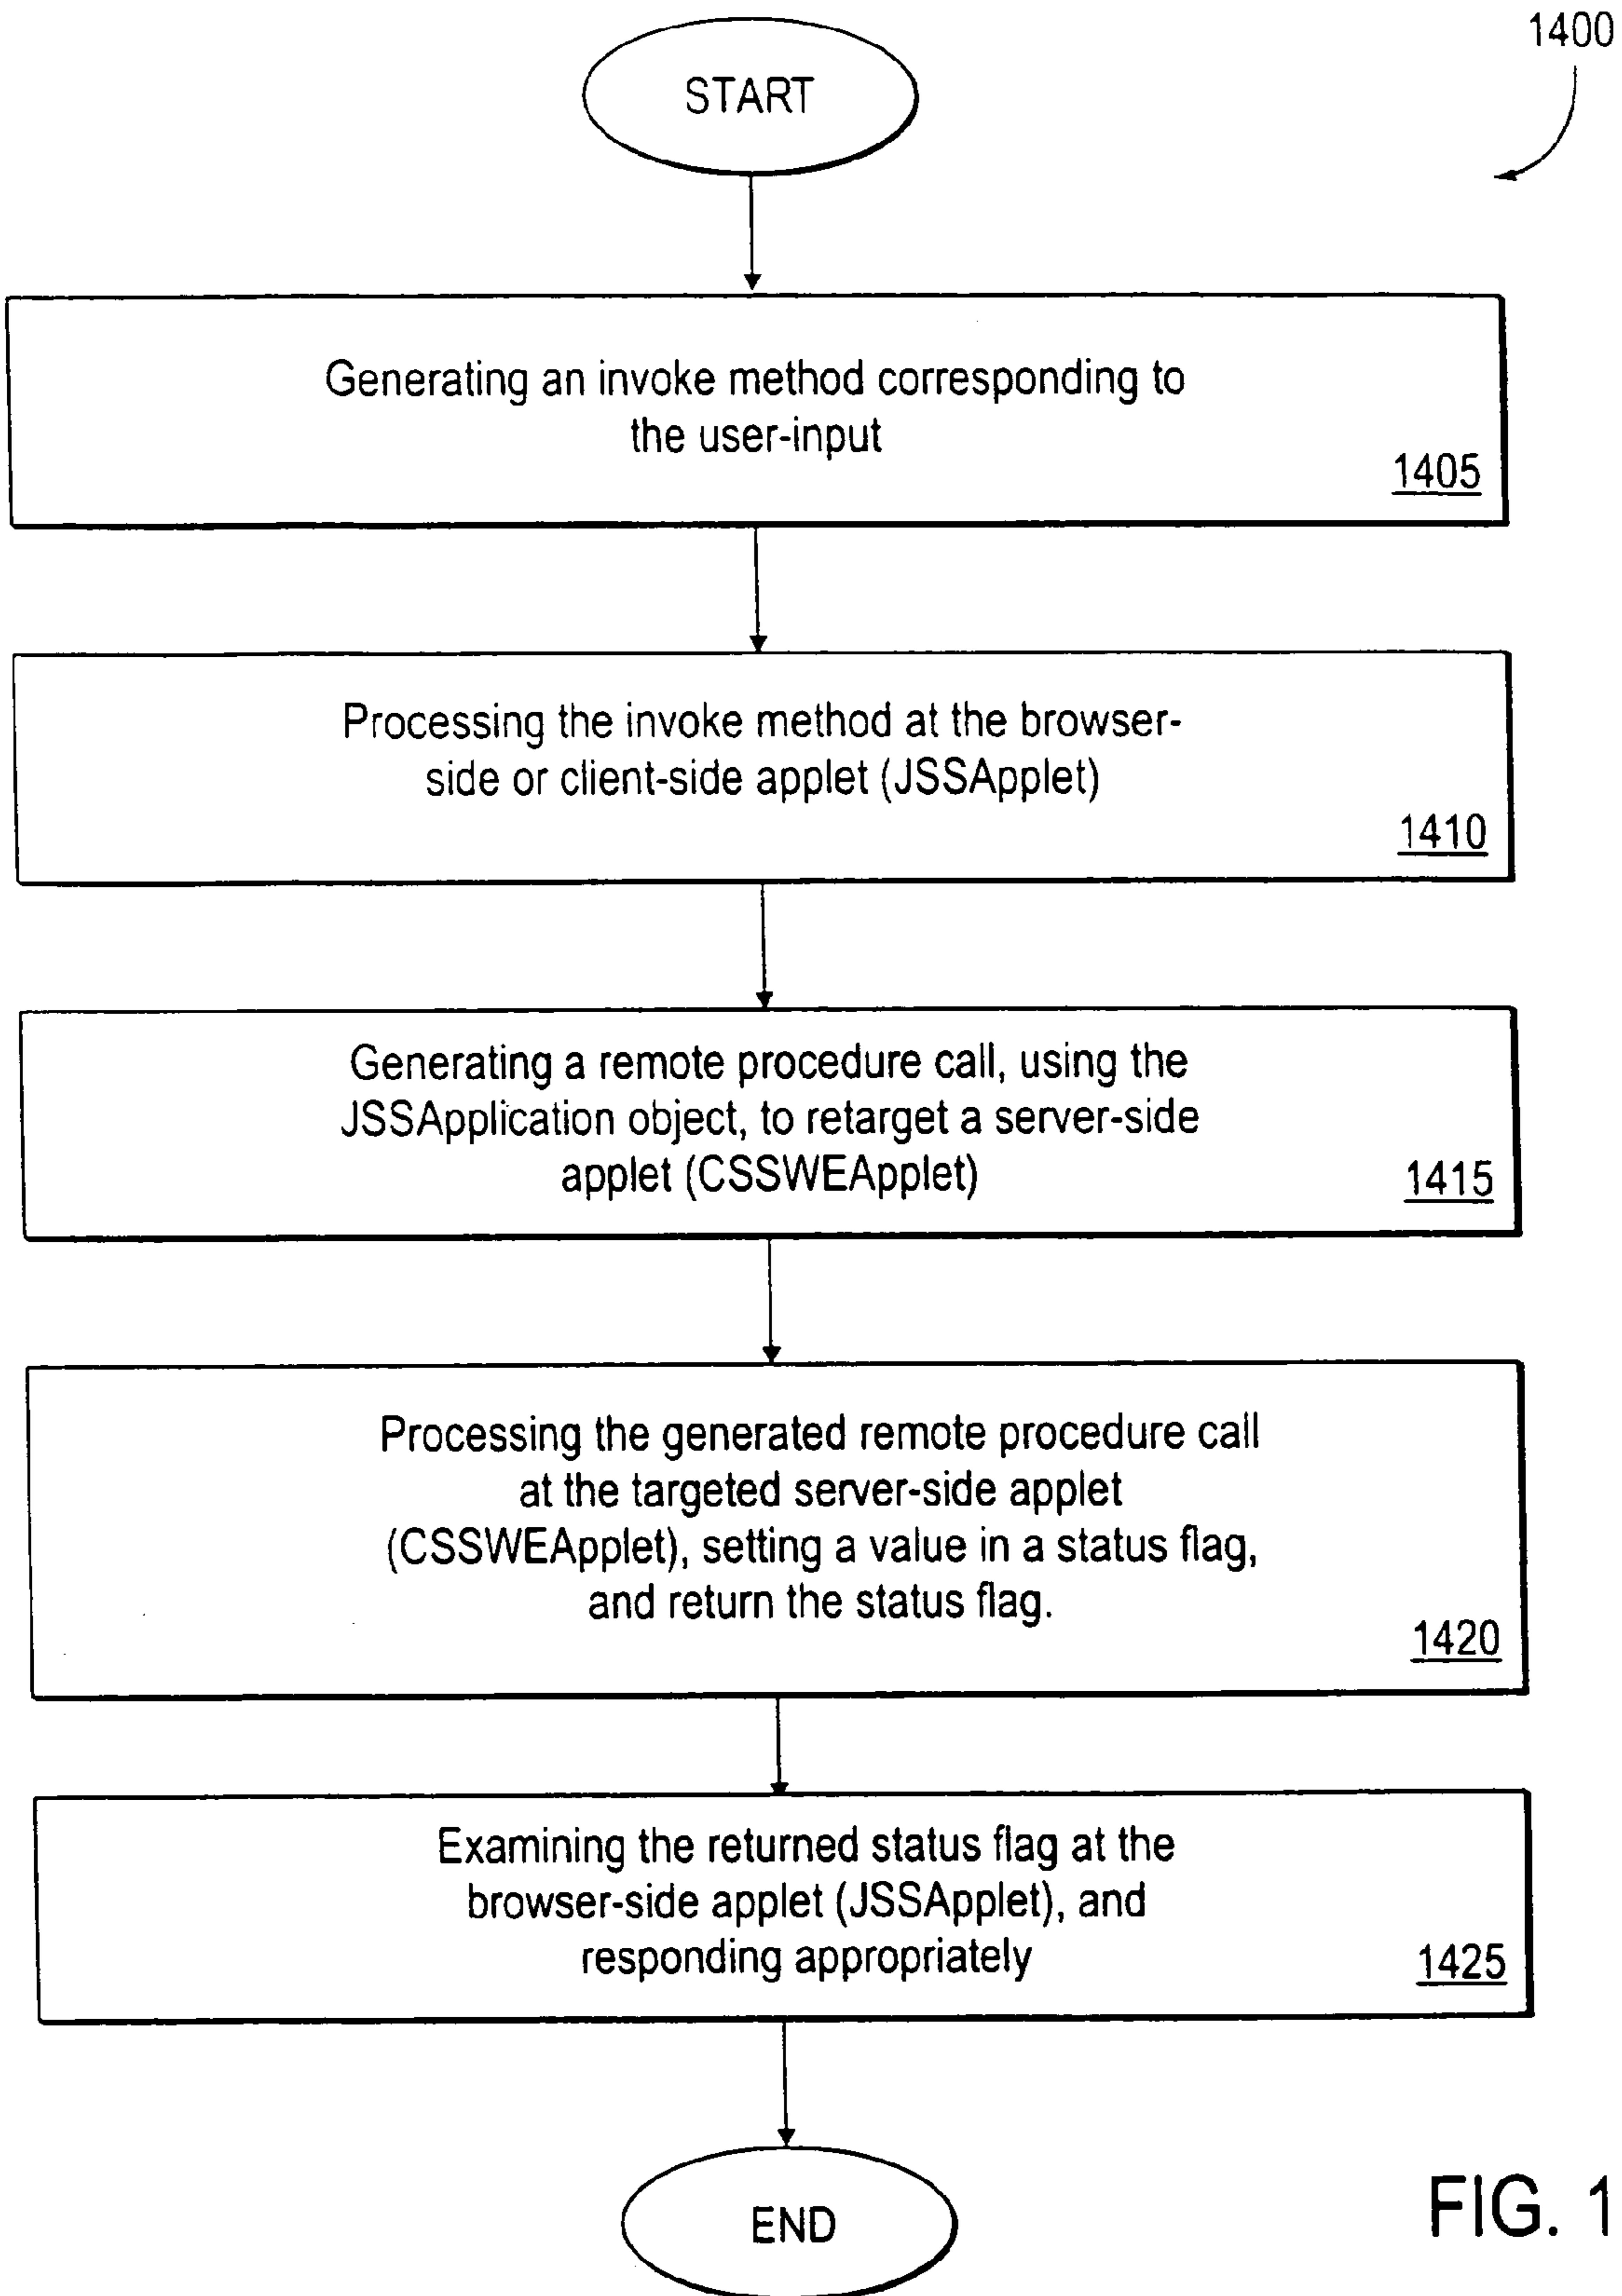 1400
START
Generating an invoke method corresponding to
the user-input
1405
Processing the invoke method at the browser-
side or client-side applet (JSSApplet)
1410
Generating a remote procedure call, using the
JSSApplication object, to retarget a server-side
applet (CSSWEApplet)
1415
Processing the generated remote procedure call
at the targeted server-side applet
(CSSWEApplet), setting a value in a status flag,
and return the status flag.
1420
Examining the returned status flag at the
browser-side applet (JSSApplet), and
responding appropriately
1425
END
FIG. 1